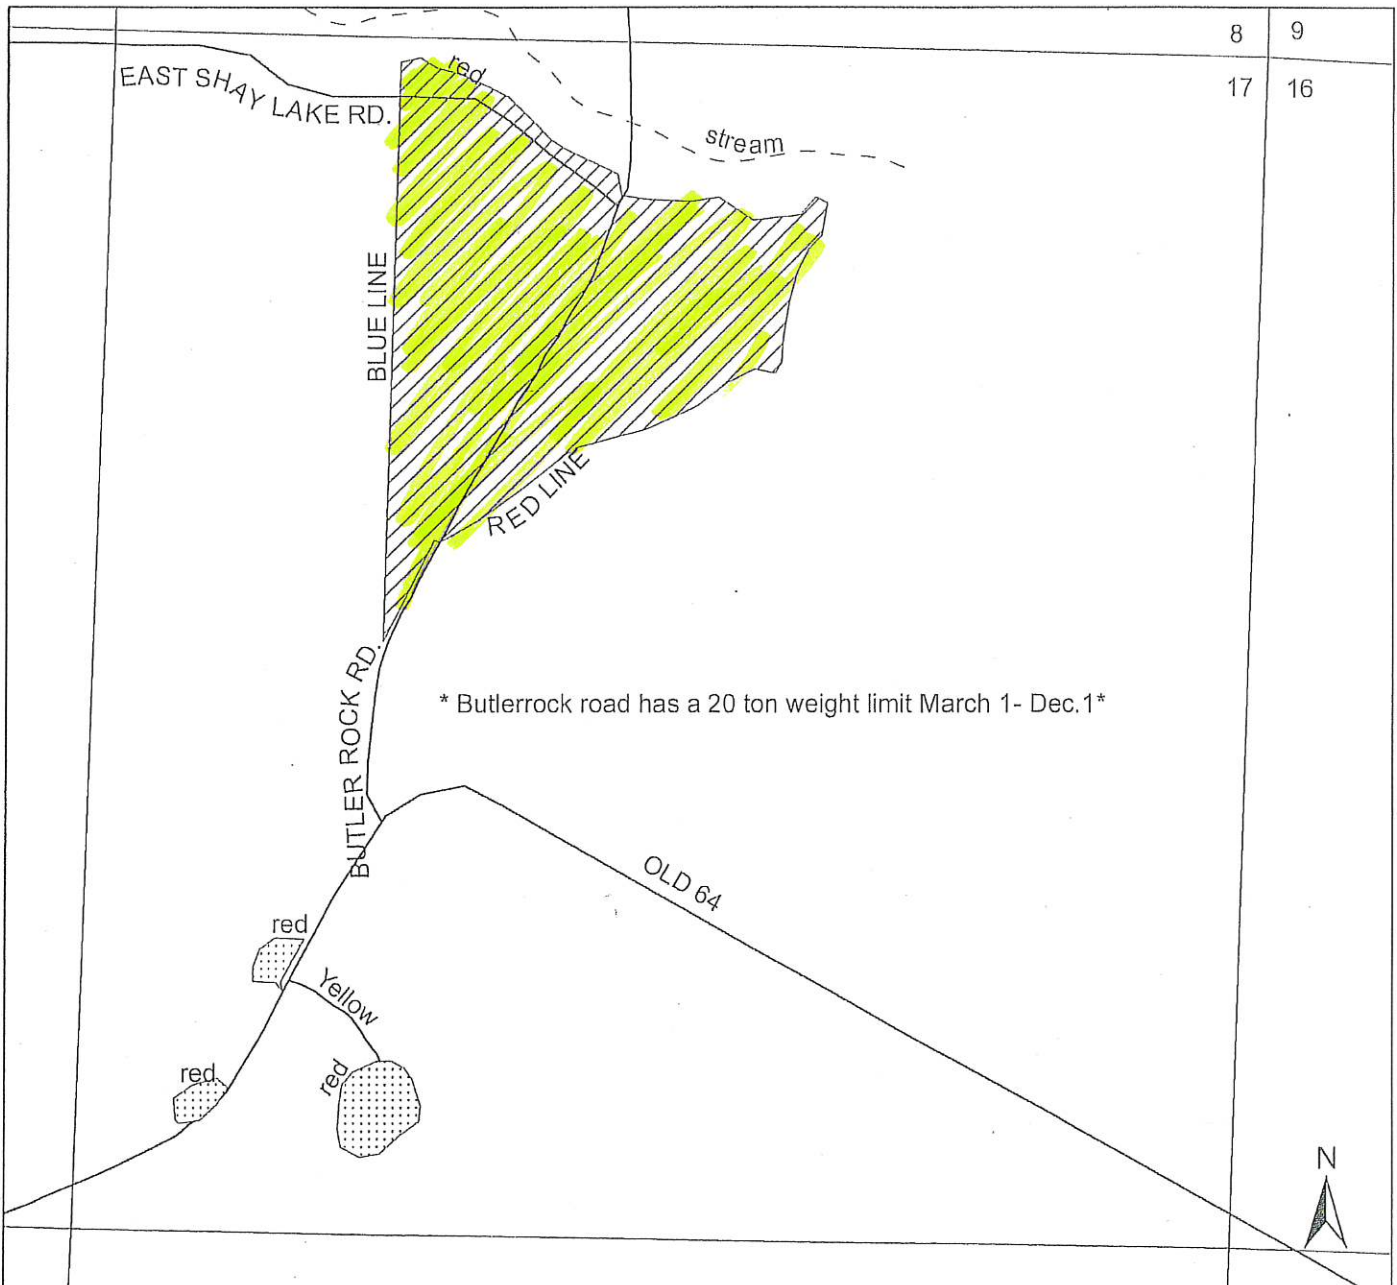 8 9
17 16
EAST SHAY LAKE RD.
red
stream
BLUE LINE
RED LINE
BUTLER ROCK RD.
* Butlerrock road has a 20 ton weight limit March 1- Dec.1*
OLD 64
red
Yellow
red
red
N